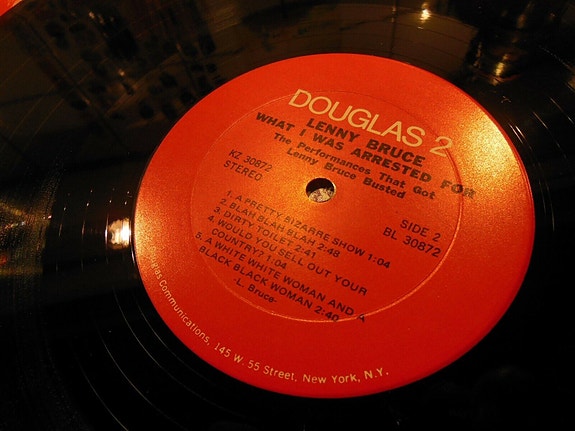 DOUGLAS 2
LENNY BRUCE
WHAT I WAS ARRESTED FOR
The Performances That Got
Lenny Bruce Busted
KZ 30872
STEREO
SIDE 2
BL 30872
1. A PRETTY BIZARRE SHOW 1:04
2. BLAH BLAH BLAH 2:48
3. DIRTY TOILET 2:41
4. WOULD YOU SELL OUT YOUR
COUNTRY? 1:04
5. A WHITE WHITE WOMAN AND A
BLACK BLACK WOMAN 2:40
-L. Bruce-
Communications, 145 W. 55 Street, New York, N.Y.